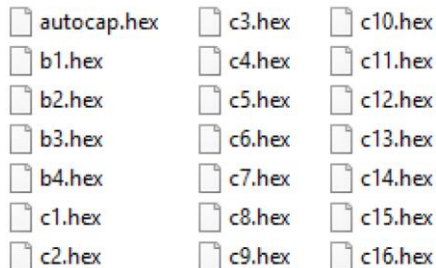 autocap.hex
b1.hex
b2.hex
b3.hex
b4.hex
c1.hex
c2.hex
c3.hex
c4.hex
c5.hex
c6.hex
c7.hex
c8.hex
c9.hex
c10.hex
c11.hex
c12.hex
c13.hex
c14.hex
c15.hex
c16.hex